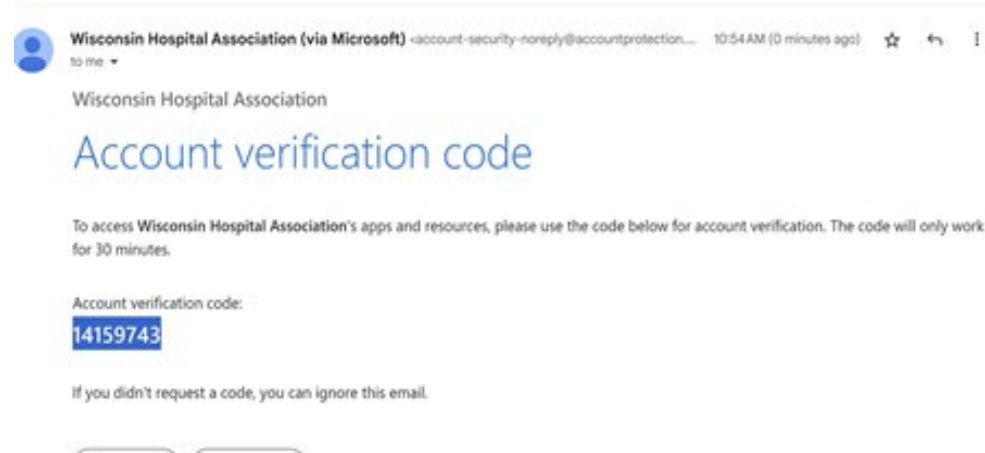 Wisconsin Hospital Association (via Microsoft) <account-security-noreply@accountprotection.... 10:54 AM (0 minutes ago)
to me
Wisconsin Hospital Association
Account verification code
To access Wisconsin Hospital Association's apps and resources, please use the code below for account verification. The code will only work
for 30 minutes.
Account verification code:
14159743
If you didn't request a code, you can ignore this email.